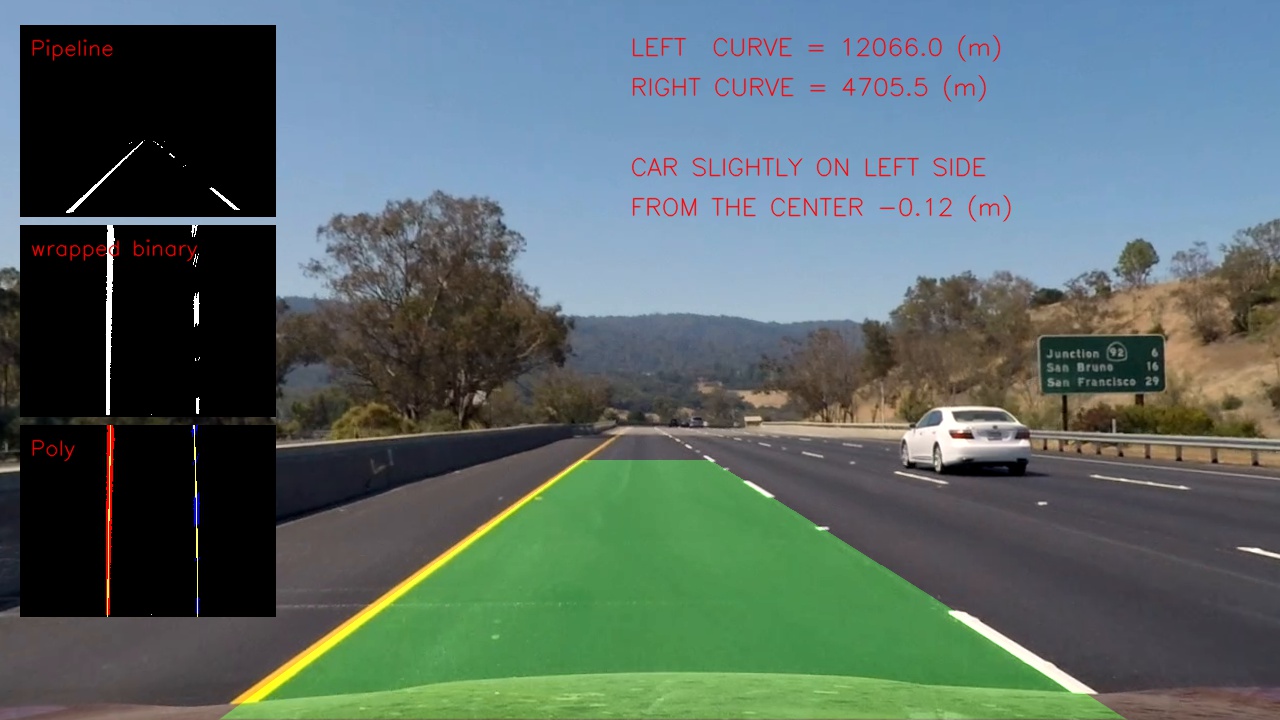 Pipeline
LEFT CURVE = 12066.0 (m)
RIGHT CURVE = 4705.5 (m)
CAR SLIGHTLY ON LEFT SIDE
FROM THE CENTER -0.12 (m)
wrapped binary
Poly
Junction 92 6
San Bruno 16
San Francisco 29